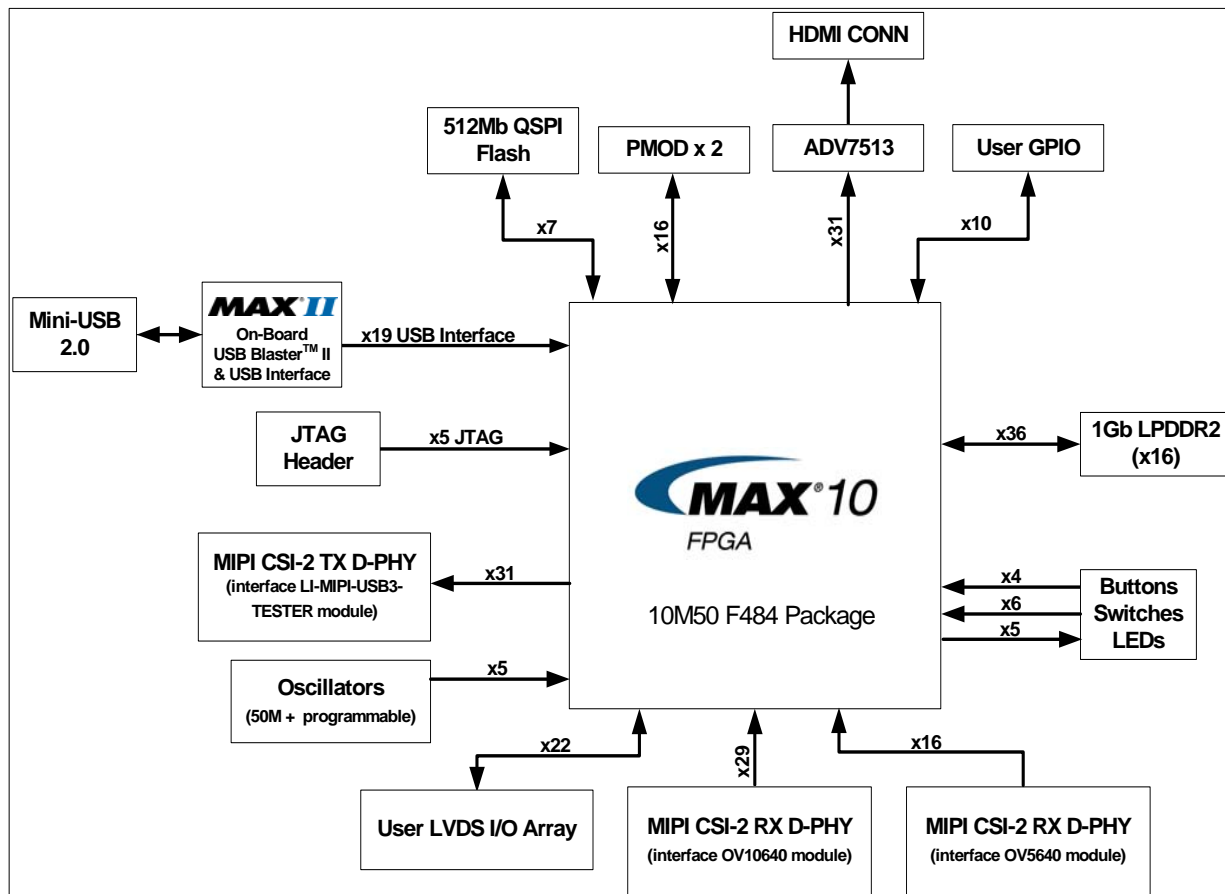 HDMI CONN
512Mb QSPI
Flash
PMOD x 2
ADV7513
User GPIO
x7
x16
x31
x10
Mini-USB
2.0
MAX® II
On-Board
USB Blaster™ II
& USB Interface
x19 USB Interface
JTAG
Header
x5 JTAG
MAX® 10
FPGA
10M50 F484 Package
x36
1Gb LPDDR2
(x16)
MIPI CSI-2 TX D-PHY
(interface LI-MIPI-USB3-
TESTER module)
x31
x4
x6
x5
Buttons
Switches
LEDs
Oscillators
(50M + programmable)
x5
x22
x29
x16
User LVDS I/O Array
MIPI CSI-2 RX D-PHY
(interface OV10640 module)
MIPI CSI-2 RX D-PHY
(interface OV5640 module)